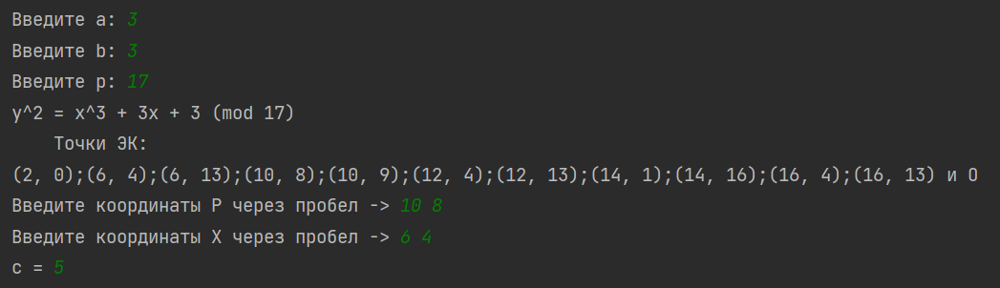 Введите a: 3
Введите b: 3
Введите p: 17
y^2 = x^3 + 3x + 3 (mod 17)
Точки ЭК:
(2, 0);(6, 4);(6, 13);(10, 8);(10, 9);(12, 4);(12, 13);(14, 1);(14, 16);(16, 4);(16, 13) и O
Введите координаты P через пробел -> 10 8
Введите координаты X через пробел -> 6 4
c = 5